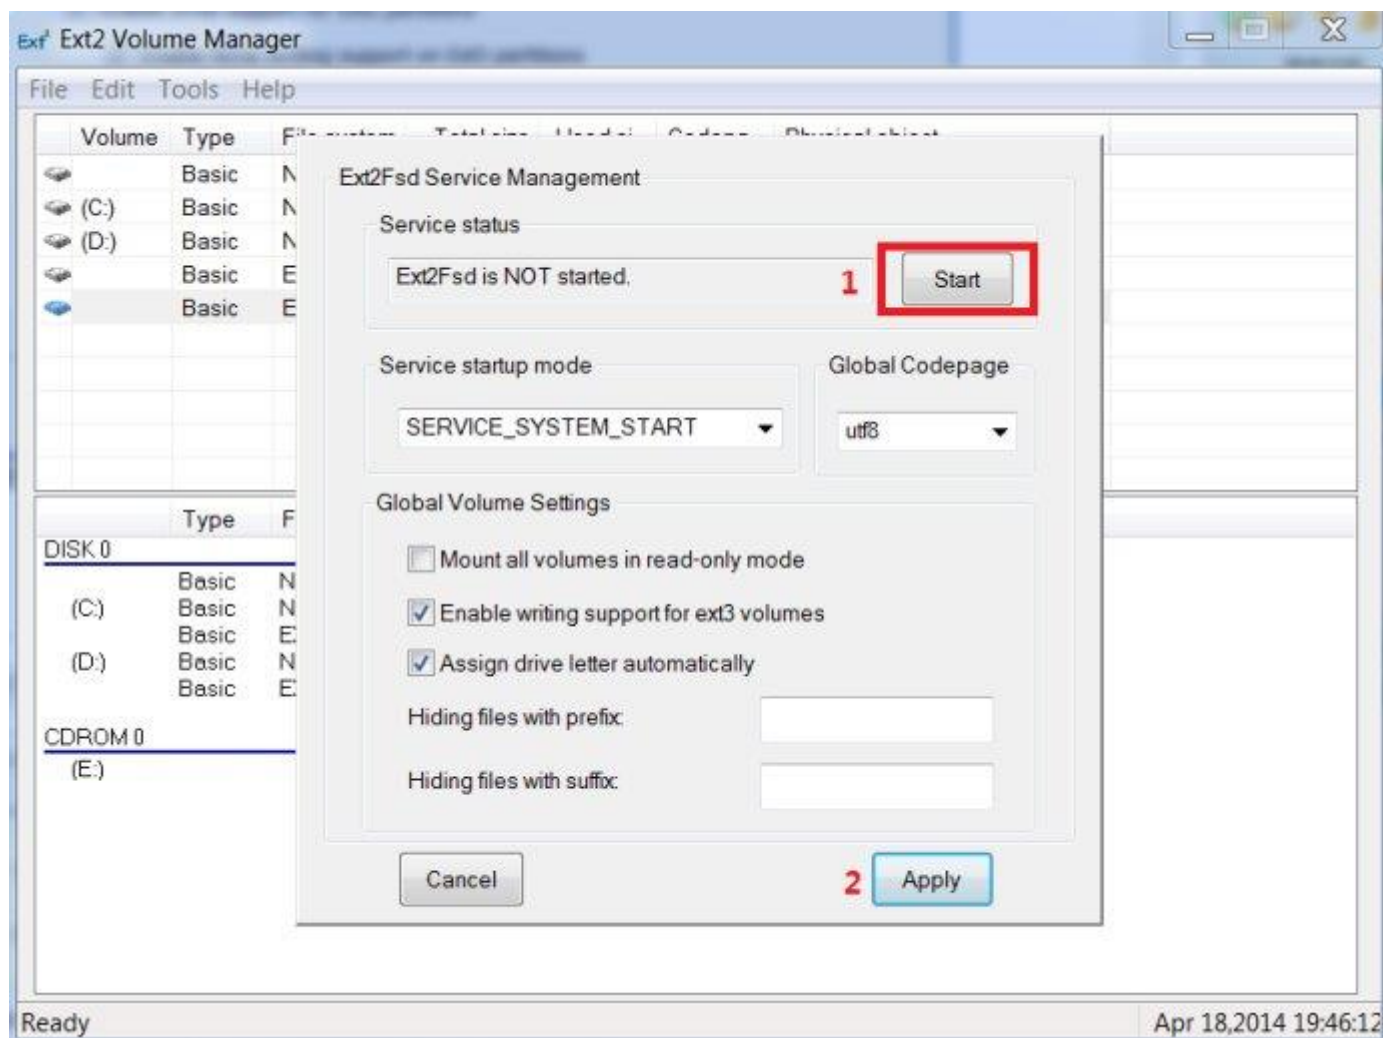 Ext2 Volume Manager
File Edit Tools Help
Volume Type
Basic N
(C:) Basic N
(D:) Basic N
Basic E
Basic E
Ext2Fsd Service Management
Service status
Ext2Fsd is NOT started.
1
Start
Service startup mode
Global Codepage
SERVICE_SYSTEM_START
utf8
Global Volume Settings
Mount all volumes in read-only mode
Enable writing support for ext3 volumes
Assign drive letter automatically
Hiding files with prefix:
Hiding files with suffix:
Cancel
2
Apply
Type F
DISK 0
Basic N
(C:) Basic N
Basic E
(D:) Basic N
Basic E
CDROM 0
(E:)
Ready
Apr 18,2014 19:46:12